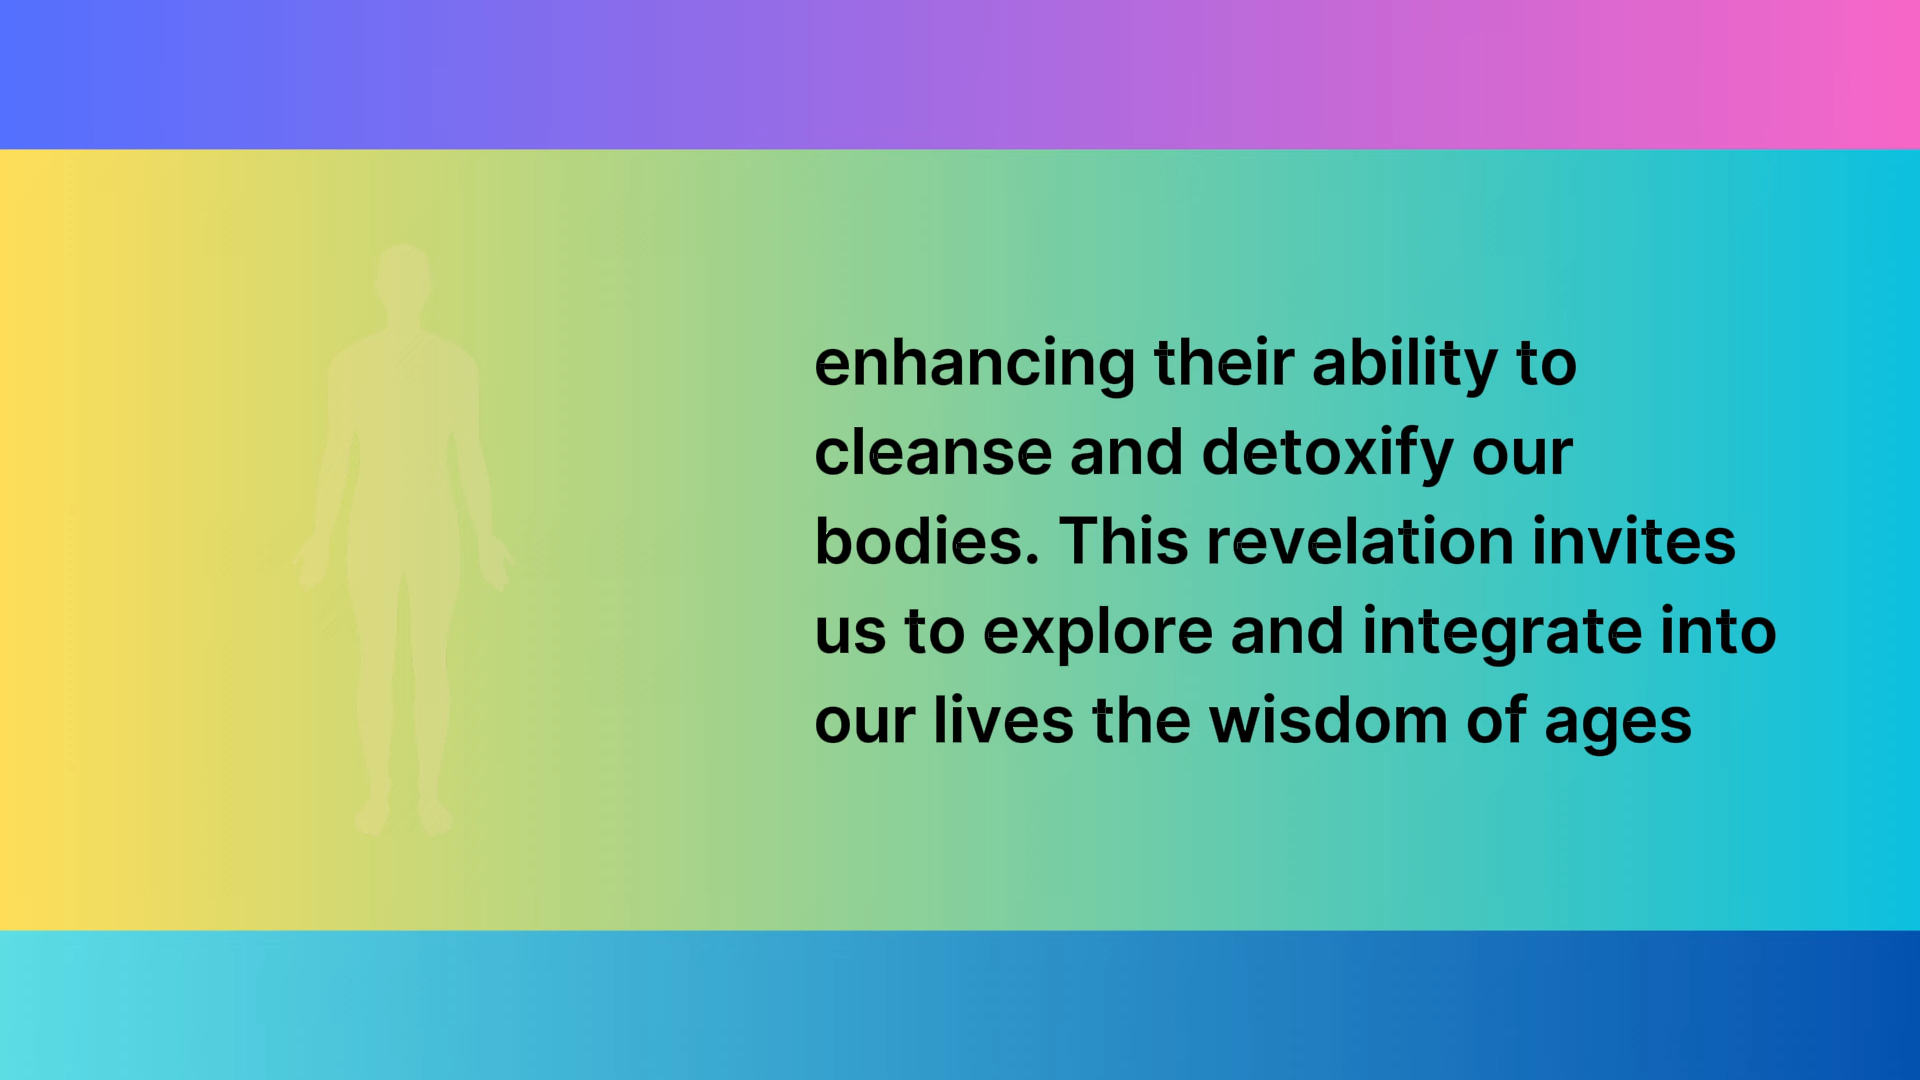 enhancing their ability to
cleanse and detoxify our
bodies. This revelation invites
us to explore and integrate into
our lives the wisdom of ages